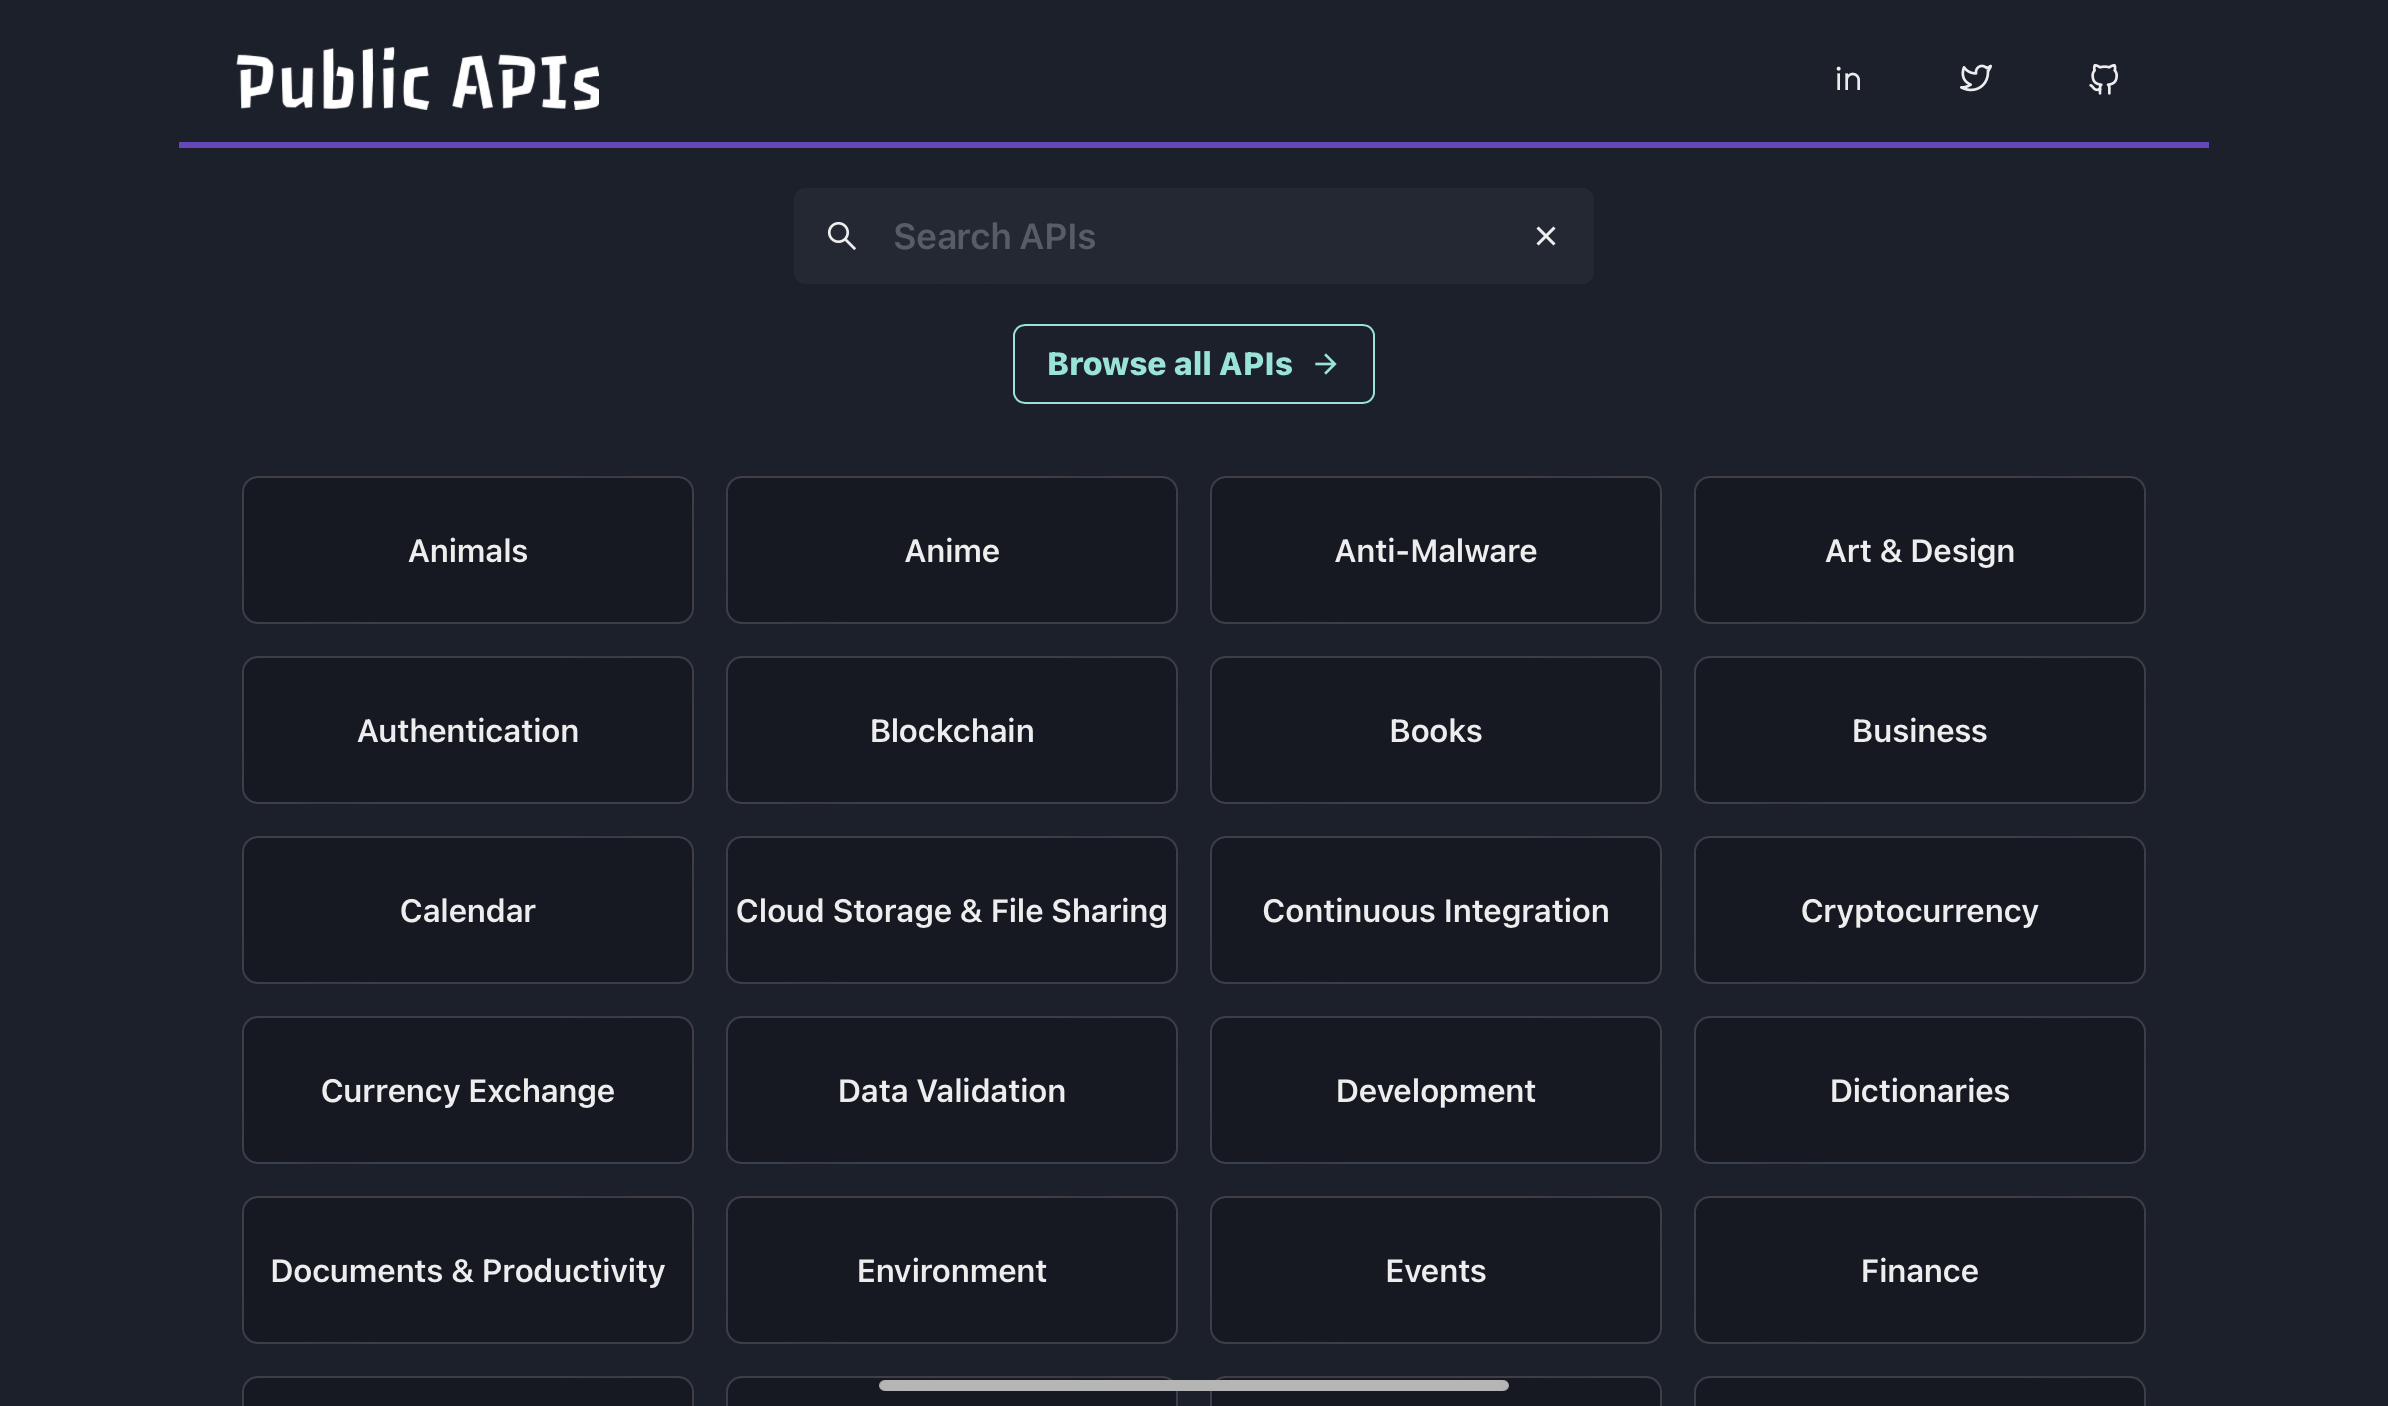 Public APIs
in
Search APIs
Browse all APIs →
Animals
Anime
Anti-Malware
Art & Design
Authentication
Blockchain
Books
Business
Calendar
Cloud Storage & File Sharing
Continuous Integration
Cryptocurrency
Currency Exchange
Data Validation
Development
Dictionaries
Documents & Productivity
Environment
Events
Finance